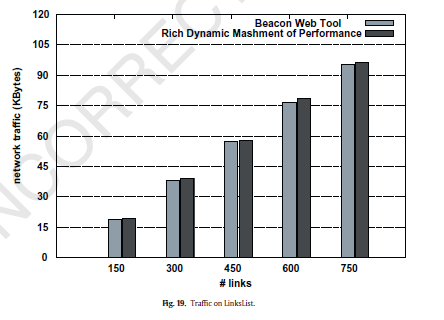 120
Beacon Web Tool
Rich Dynamic Mashment of Performance
105
90
75
60
45
30
15
0
network traffic (KBytes)
150 300 450 600 750
# links
Fig. 19. Traffic on LinksList.
INCORREC